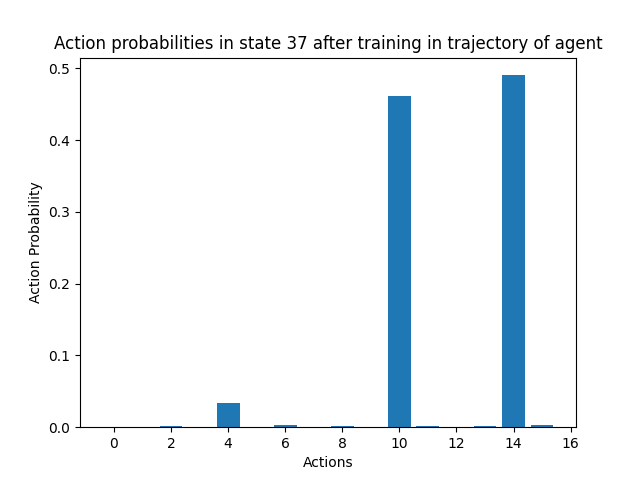 Action probabilities in state 37 after training in trajectory of agent
0.5
0.4
0.3
0.2
0.1
0.0
Action Probability
0 2 4 6 8 10 12 14 16
Actions